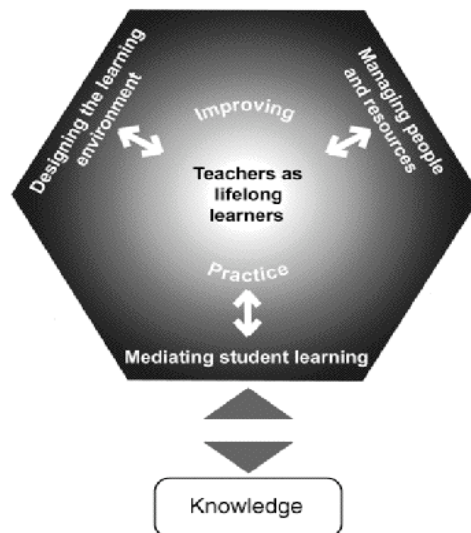 Designing the learning
environment
Managing people
and resources
Improving
Teachers as
lifelong
learners
Practice
Mediating student learning
Knowledge